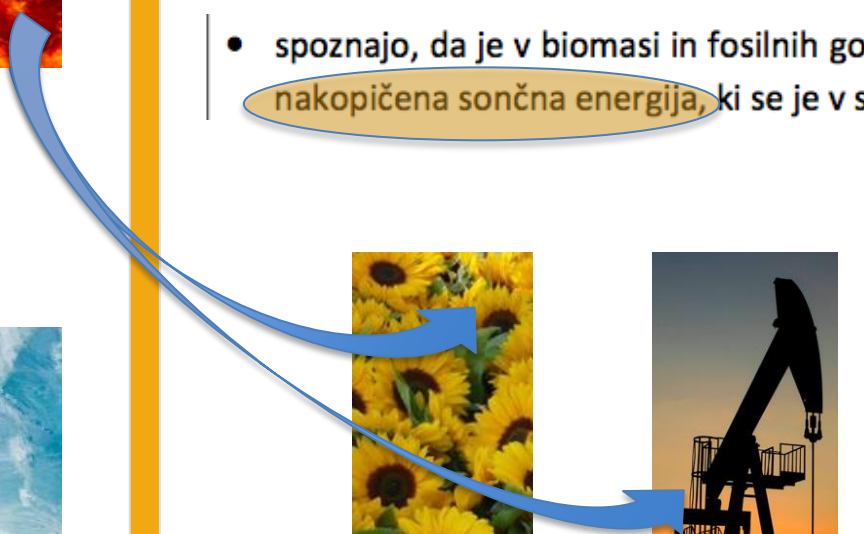 • spoznajo, da je v biomasi in fosilnih go
nakopičena sončna energija, ki se je v s